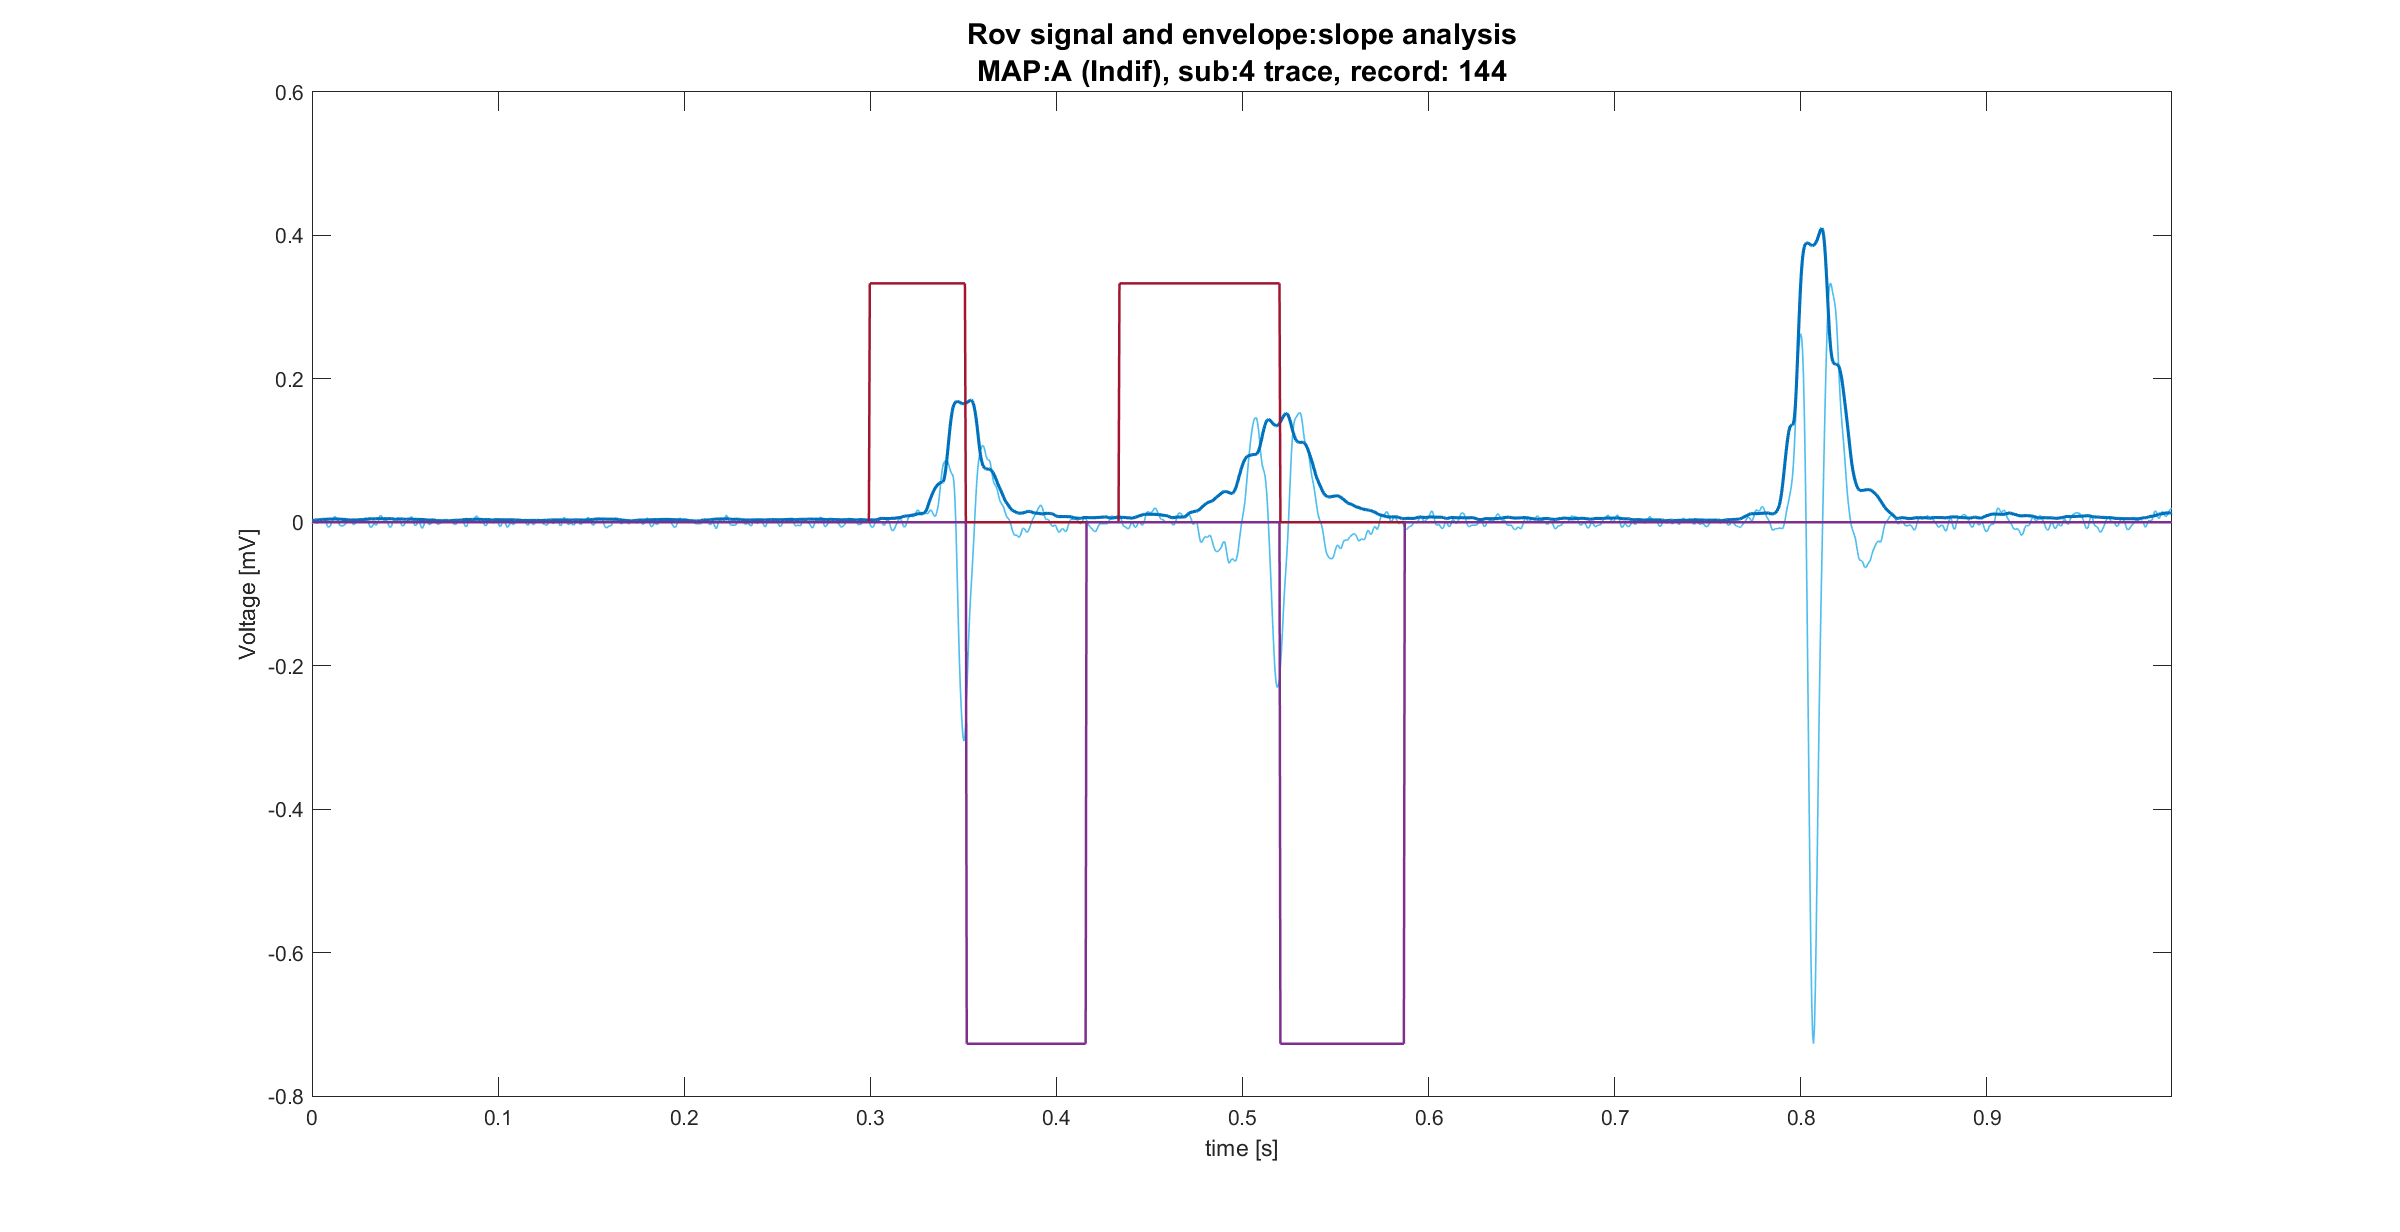 Rov signal and envelope:slope analysis
MAP:A (Indif), sub:4 trace, record: 144
0.6
0.4
0.2
0
-0.2
-0.4
-0.6
-0.8
Voltage [mV]
0 0.1 0.2 0.3 0.4 0.5 0.6 0.7 0.8 0.9
time [s]